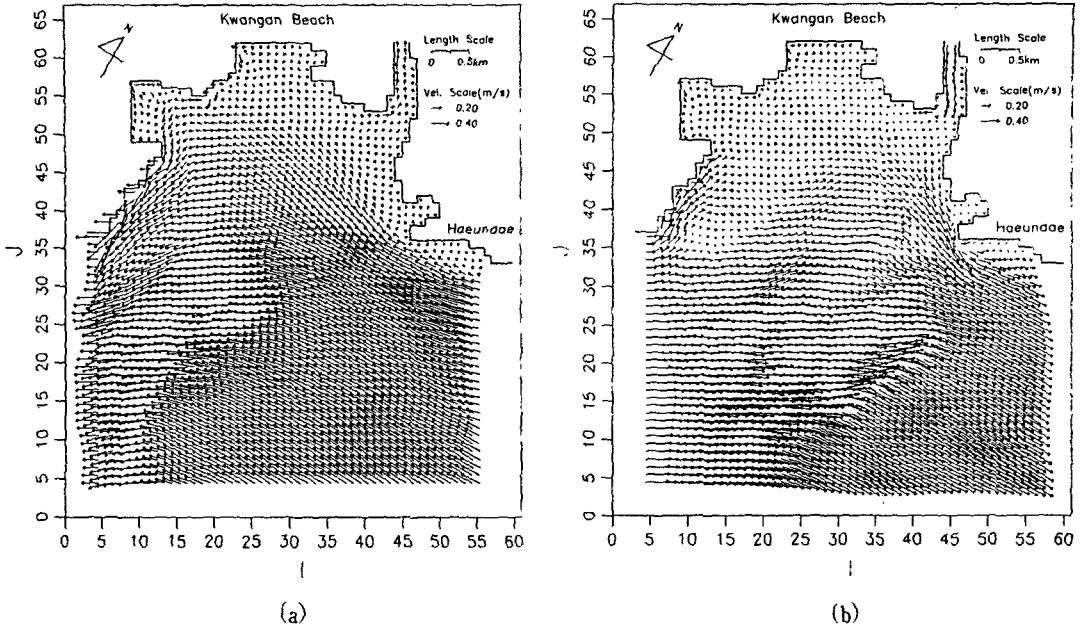 Kwangan Beach
N
Length Scale
0 0.5km
Vel. Scale(m/s)
0.20
0.40
Haeundae
J
65
60
55
50
45
40
35
30
25
20
15
10
5
0
0 5 10 15 20 25 30 35 40 45 50 55 60
I
(a)
Kwangan Beach
N
Length Scale
0 0.5km
Vel. Scale(m/s)
0.20
0.40
Haeundae
J
65
60
55
50
45
40
35
30
25
20
15
10
5
0
0 5 10 15 20 25 30 35 40 45 50 55 60
I
(b)